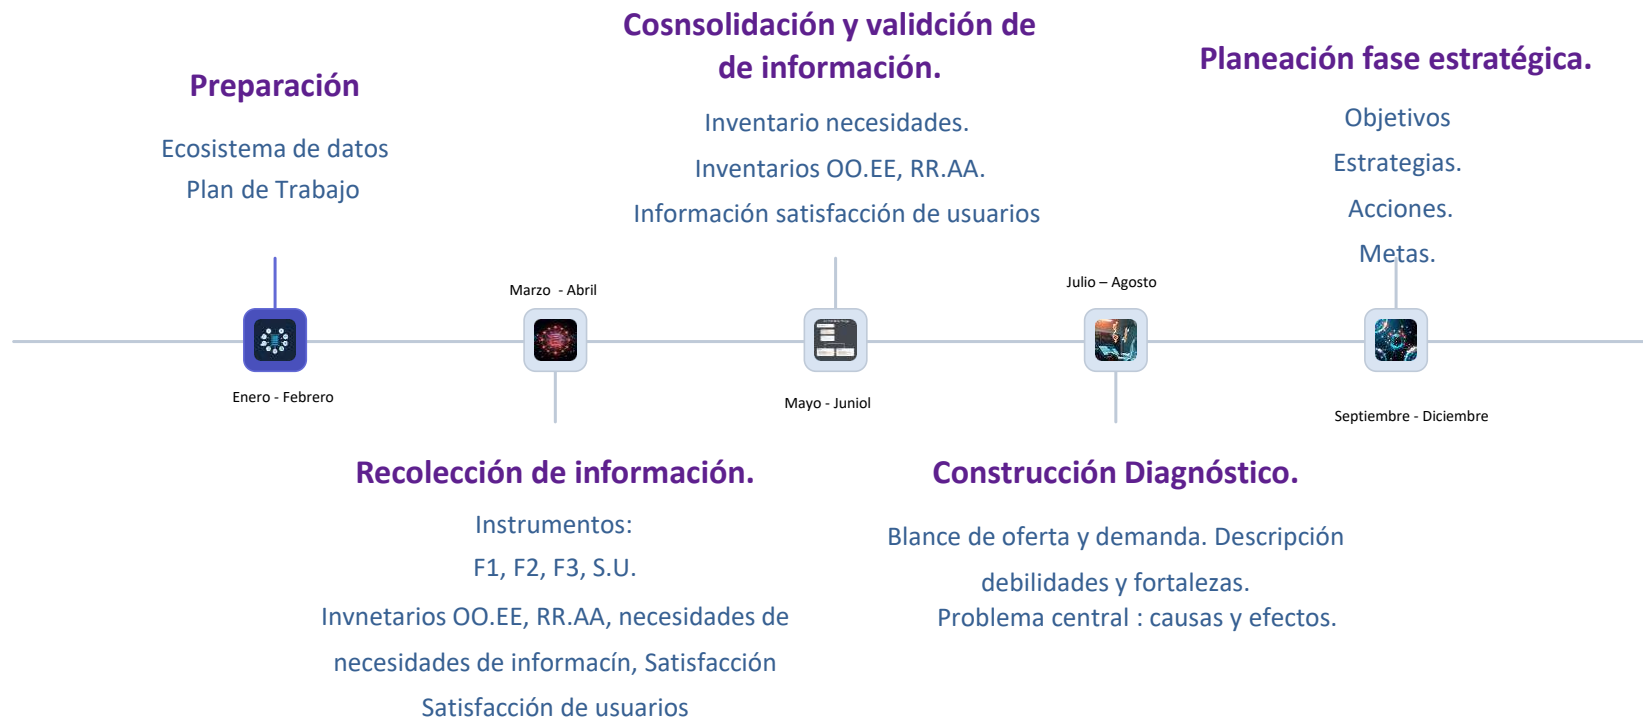 Preparación
Ecosistema de datos
Plan de Trabajo
Enero - Febrero
Marzo - Abril
Recolección de información.
Instrumentos:
F1, F2, F3, S.U.
Invnetarios OO.EE, RR.AA, necesidades de
necesidades de informacín, Satisfacción
Satisfacción de usuarios
Cosnsolidación y validción de
de información.
Inventario necesidades.
Inventarios OO.EE, RR.AA.
Información satisfacción de usuarios
Mayo - Juniol
Julio – Agosto
Construcción Diagnóstico.
Blance de oferta y demanda. Descripción
debilidades y fortalezas.
Problema central : causas y efectos.
Planeación fase estratégica.
Objetivos
Estrategias.
Acciones.
Metas.
Septiembre - Diciembre